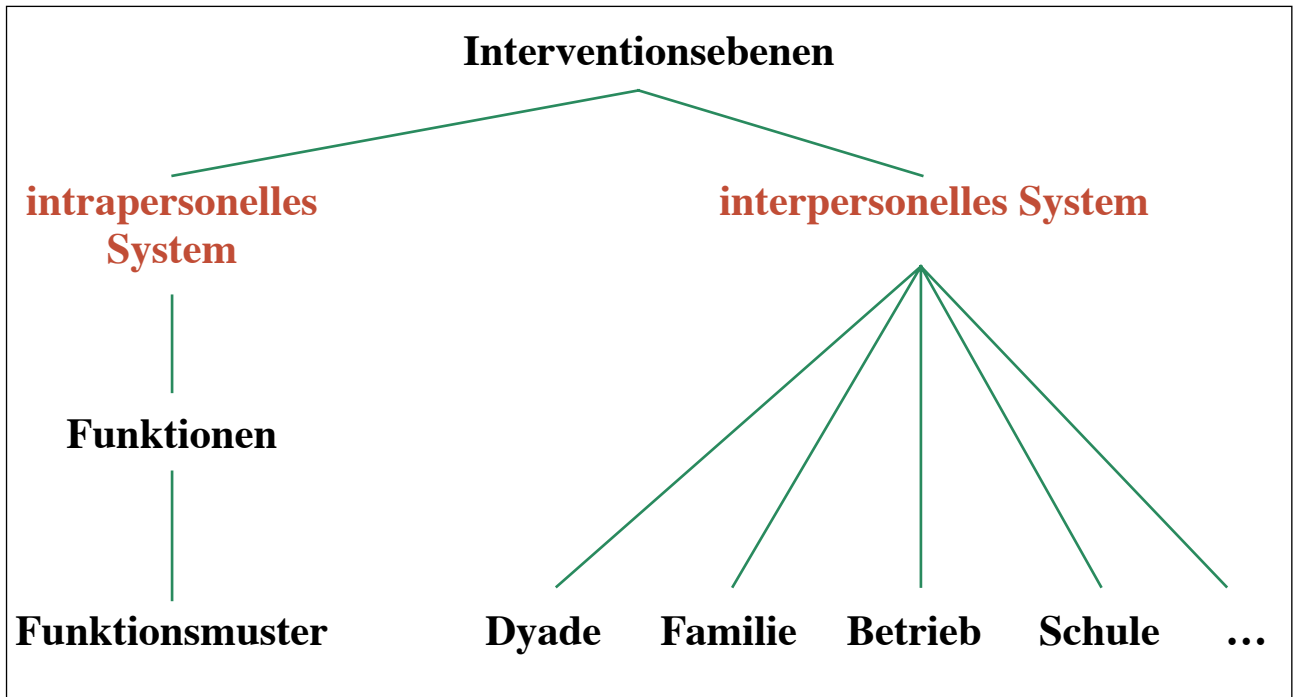 Interventionsebenen
intrapersonelles
System
interpersonelles System
Funktionen
Funktionsmuster
Dyade
Familie
Betrieb
Schule
…